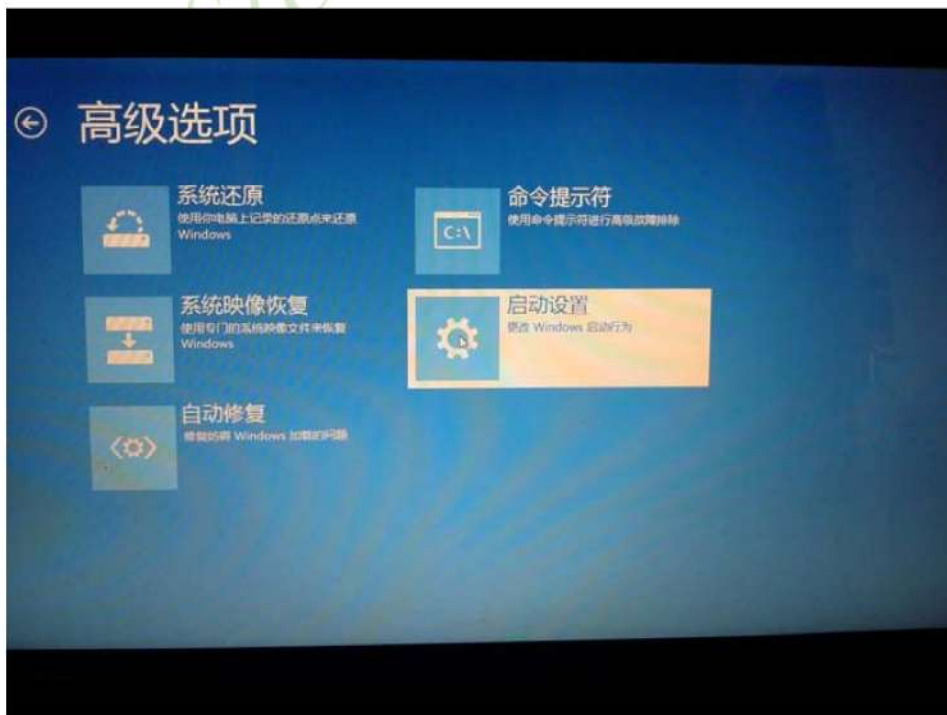 高级选项
系统还原
使用你电脑上记录的还原点来还原
Windows
命令提示符
使用命令提示符进行高级故障排除
C:\
系统映像恢复
使用专门的系统映像文件来恢复
Windows
启动设置
更改 Windows 启动行为
自动修复
修复妨碍 Windows 加载的问题